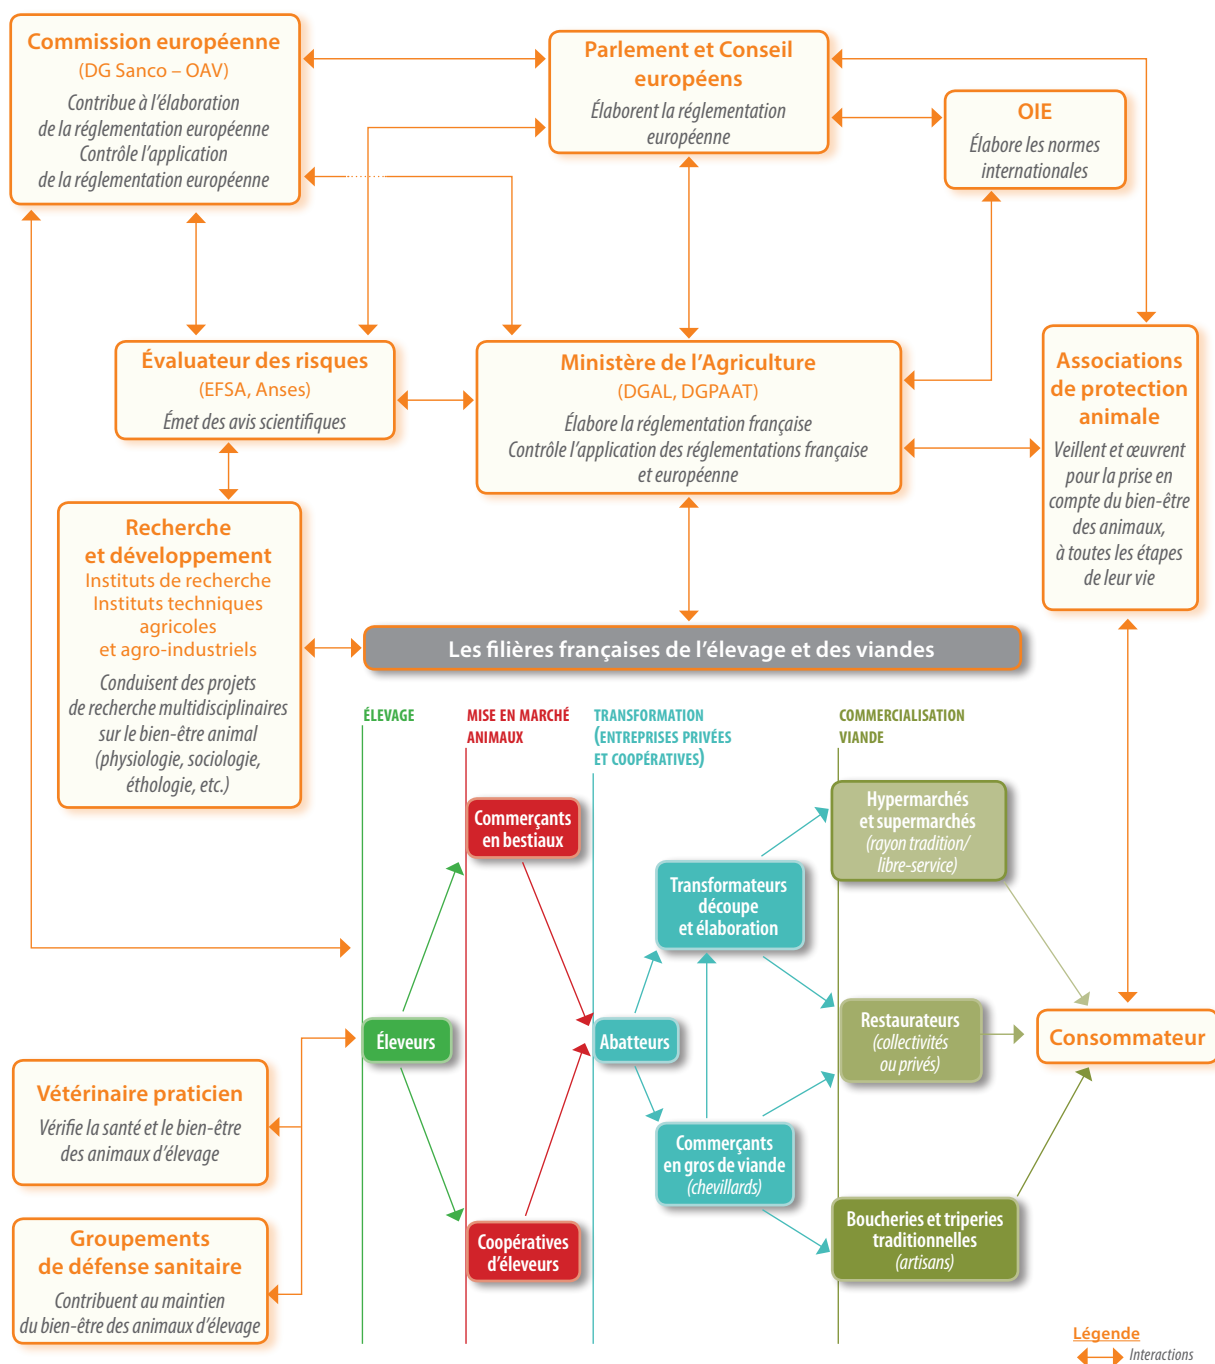 Commission européenne
(DG Sanco – OAV)
Contribue à l'élaboration
de la réglementation européenne
Contrôle l'application
de la réglementation européenne
Parlement et Conseil
européens
Élaborent la réglementation
européenne
OIE
Élabore les normes
internationales
Évaluateur des risques
(EFSA, Anses)
Émet des avis scientifiques
Ministère de l'Agriculture
(DGAL, DGPAAT)
Élabore la réglementation française
Contrôle l'application des réglementations française
et européenne
Associations
de protection
animale
Veillent et œuvrent
pour la prise en
compte du bien-être
des animaux,
à toutes les étapes
de leur vie
Recherche
et développement
Instituts de recherche
Instituts techniques
agricoles
et agro-industriels
Conduisent des projets
de recherche multidisciplinaires
sur le bien-être animal
(physiologie, sociologie,
éthologie, etc.)
Les filières françaises de l'élevage et des viandes
ÉLEVAGE
MISE EN MARCHÉ
ANIMAUX
TRANSFORMATION
(ENTREPRISES PRIVÉES
ET COOPÉRATIVES)
COMMERCIALISATION
VIANDE
Commerçants
en bestiaux
Hypermarchés
et supermarchés
(rayon tradition/
libre-service)
Transformateurs
découpe
et élaboration
Éleveurs
Abatteurs
Restaurateurs
(collectivités
ou privés)
Consommateur
Vétérinaire praticien
Vérifie la santé et le bien-être
des animaux d'élevage
Commerçants
en gros de viande
(chevillards)
Groupements
de défense sanitaire
Contribuent au maintien
du bien-être des animaux d'élevage
Coopératives
d'éleveurs
Boucheries et triperies
traditionnelles
(artisans)
Légende
Interactions